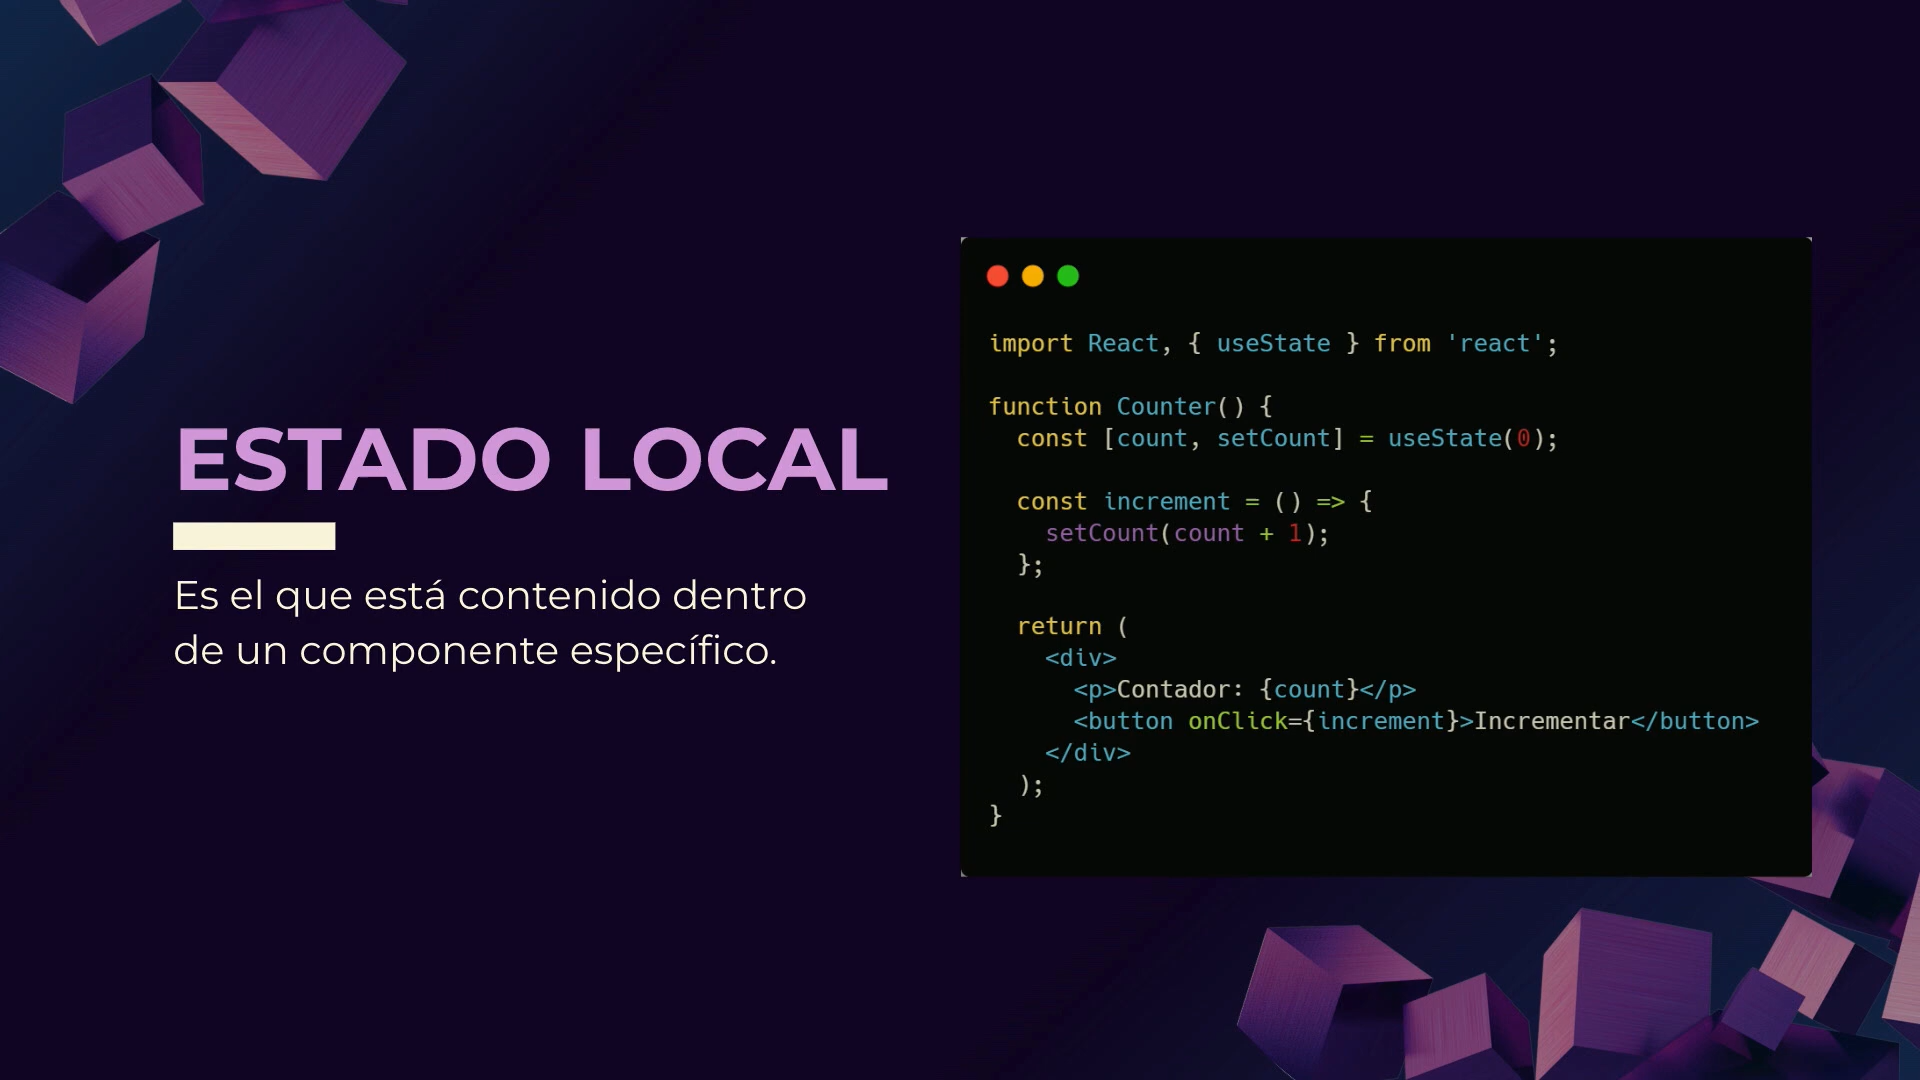 ESTADO LOCAL
Es el que está contenido dentro
de un componente específico.
import React, { useState } from 'react';
function Counter() {
  const [count, setCount] = useState(0);
  const increment = () => {
    setCount(count + 1);
  };
  return (
    <div>
      <p>Contador: {count}</p>
      <button onClick={increment}>Incrementar</button>
    </div>
  );
}